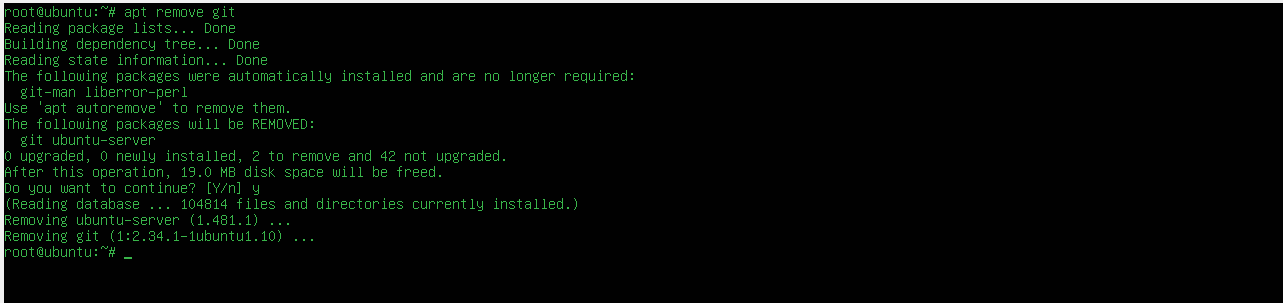 root@ubuntu:~# apt remove git
Reading package lists... Done
Building dependency tree... Done
Reading state information... Done
The following packages were automatically installed and are no longer required:
  git-man liberror-perl
Use 'apt autoremove' to remove them.
The following packages will be REMOVED:
  git ubuntu-server
0 upgraded, 0 newly installed, 2 to remove and 42 not upgraded.
After this operation, 19.0 MB disk space will be freed.
Do you want to continue? [Y/n] y
(Reading database ... 104814 files and directories currently installed.)
Removing ubuntu-server (1.481.1) ...
Removing git (1:2.34.1-1ubuntu1.10) ...
root@ubuntu:~# _